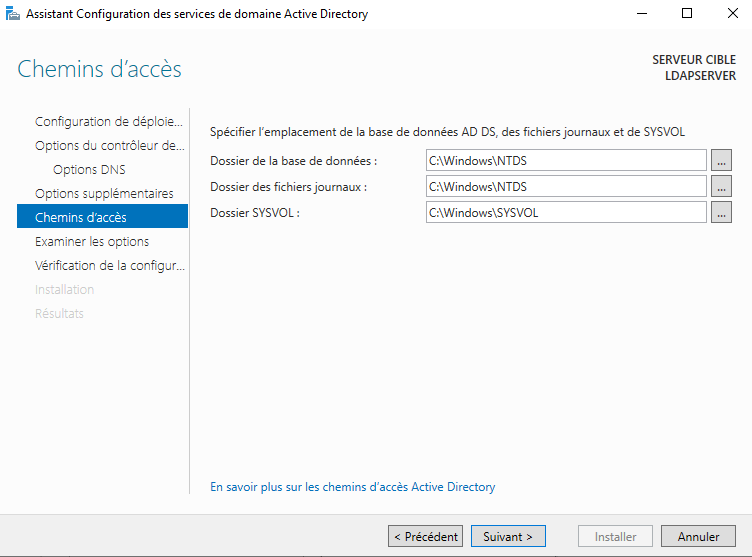 Assistant Configuration des services de domaine Active Directory
Chemins d'accès
SERVEUR CIBLE
LDAPSERVER
Configuration de déploie...
Options du contrôleur de...
Options DNS
Options supplémentaires
Chemins d'accès
Examiner les options
Vérification de la configur...
Installation
Résultats
Spécifier l'emplacement de la base de données AD DS, des fichiers journaux et de SYSVOL
Dossier de la base de données : C:\Windows\NTDS ...
Dossier des fichiers journaux : C:\Windows\NTDS ...
Dossier SYSVOL : C:\Windows\SYSVOL ...
En savoir plus sur les chemins d'accès Active Directory
< Précédent Suivant > Installer Annuler